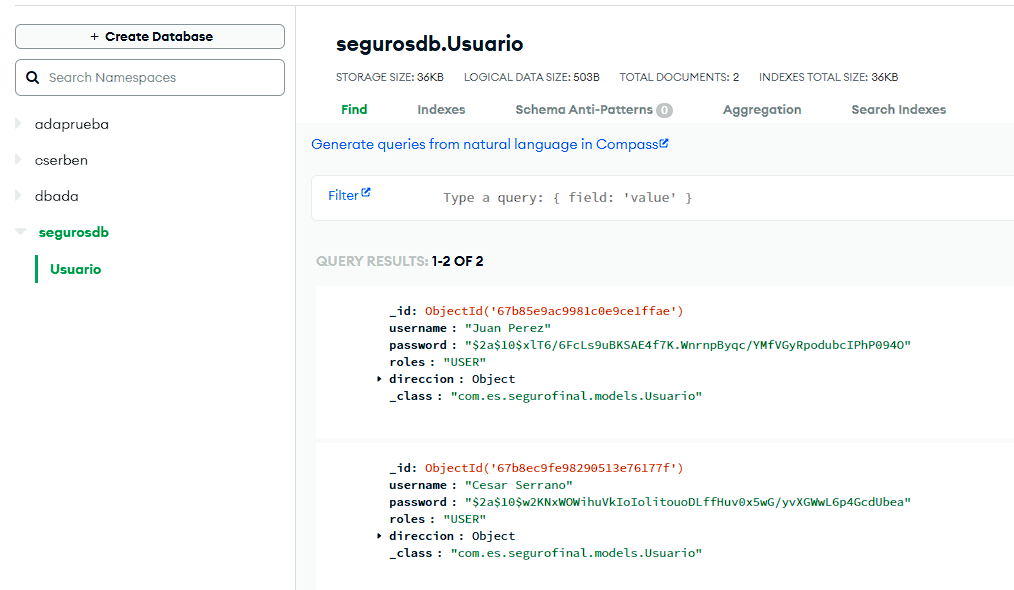 + Create Database
Search Namespaces
adaprueba
cserben
dbada
segurosdb
Usuario
segurosdb.Usuario
STORAGE SIZE: 36KB LOGICAL DATA SIZE: 503B TOTAL DOCUMENTS: 2 INDEXES TOTAL SIZE: 36KB
Find Indexes Schema Anti-Patterns 0 Aggregation Search Indexes
Generate queries from natural language in Compass
Filter Type a query: { field: 'value' }
QUERY RESULTS: 1-2 OF 2
_id: ObjectId('67b85e9ac9981c0e9ce1ffae')
username : "Juan Perez"
password : "$2a$10$xlT6/6FcLs9uBKSAE4f7K.WnrnpByqc/YMfVGyRpodubcIPhP094O"
roles : "USER"
direccion : Object
_class : "com.es.segurofinal.models.Usuario"
_id: ObjectId('67b8ec9fe98290513e76177f')
username : "Cesar Serrano"
password : "$2a$10$w2KNxWOWihuVkIoIolitouoDLffHuv0x5wG/yvXGWwL6p4GcdUbea"
roles : "USER"
direccion : Object
_class : "com.es.segurofinal.models.Usuario"